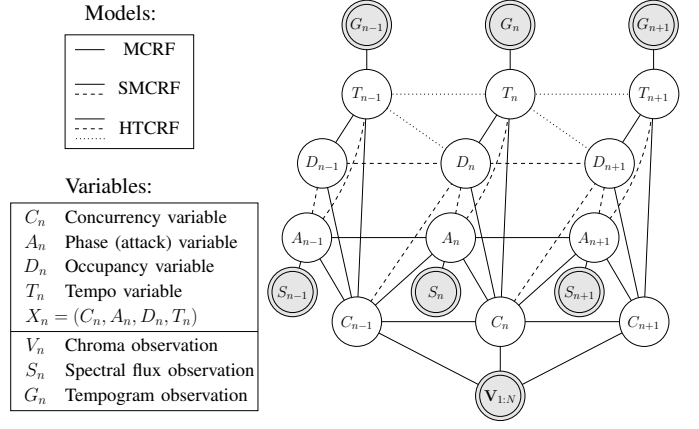 Models:
MCRF
SMCRF
HTCRF
Variables:
C_n Concurrency variable
A_n Phase (attack) variable
D_n Occupancy variable
T_n Tempo variable
X_n = (C_n, A_n, D_n, T_n)
V_n Chroma observation
S_n Spectral flux observation
G_n Tempogram observation
G_{n-1} G_n G_{n+1}
T_{n-1} T_n T_{n+1}
D_{n-1} D_n D_{n+1}
A_{n-1} A_n A_{n+1}
S_{n-1} S_n S_{n+1}
C_{n-1} C_n C_{n+1}
V_{1:N}